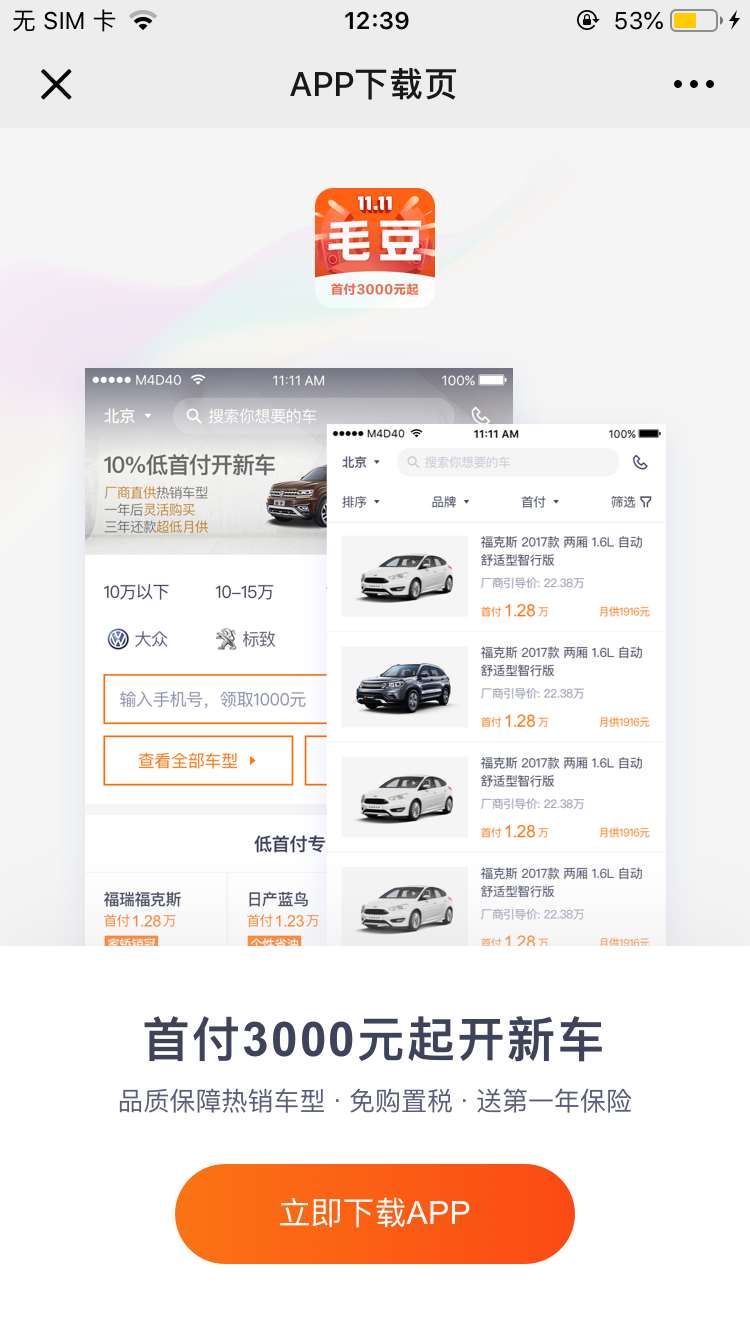 无 SIM 卡
12:39
53%
APP下载页
11.11
毛豆
首付3000元起
M4D40
11:11 AM
100%
北京
搜索你想要的车
10%低首付开新车
厂商直供热销车型
一年后灵活购买
三年还款超低月供
10万以下
10–15万
大众
标致
输入手机号，领取1000元
查看全部车型
低首付专
福瑞福克斯
首付1.28万
家轿销冠
日产蓝鸟
首付1.23万
个性省油
M4D40
11:11 AM
100%
北京
搜索你想要的车
排序
品牌
首付
筛选
福克斯 2017款 两厢 1.6L 自动
舒适型智行版
厂商引导价: 22.38万
首付 1.28 万
月供1916元
福克斯 2017款 两厢 1.6L 自动
舒适型智行版
厂商引导价: 22.38万
首付 1.28 万
月供1916元
福克斯 2017款 两厢 1.6L 自动
舒适型智行版
厂商引导价: 22.38万
首付 1.28 万
月供1916元
福克斯 2017款 两厢 1.6L 自动
舒适型智行版
厂商引导价: 22.38万
首付 1.28 万
月供1916元
首付3000元起开新车
品质保障热销车型 · 免购置税 · 送第一年保险
立即下载APP